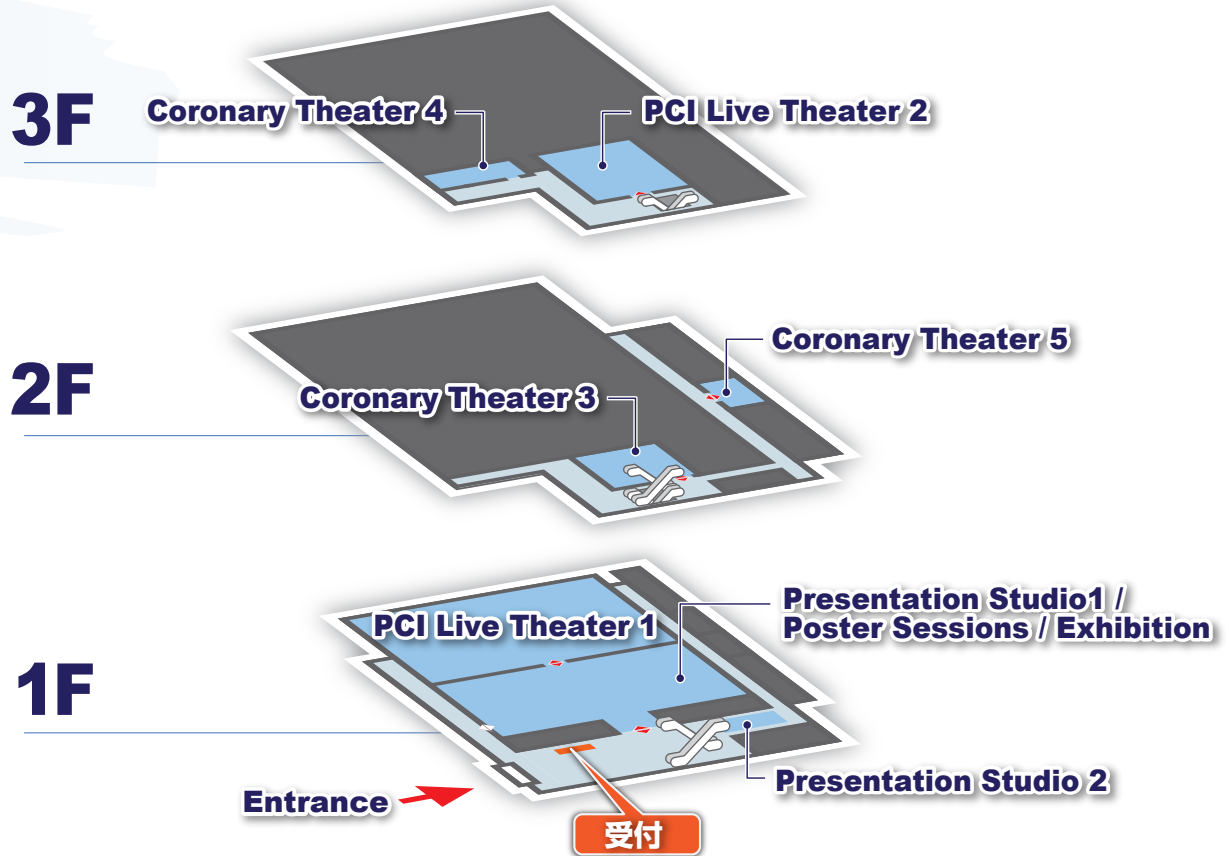 3F
Coronary Theater 4
PCI Live Theater 2
2F
Coronary Theater 5
Coronary Theater 3
1F
PCI Live Theater 1
Presentation Studio1 /
Poster Sessions / Exhibition
Presentation Studio 2
Entrance
受付